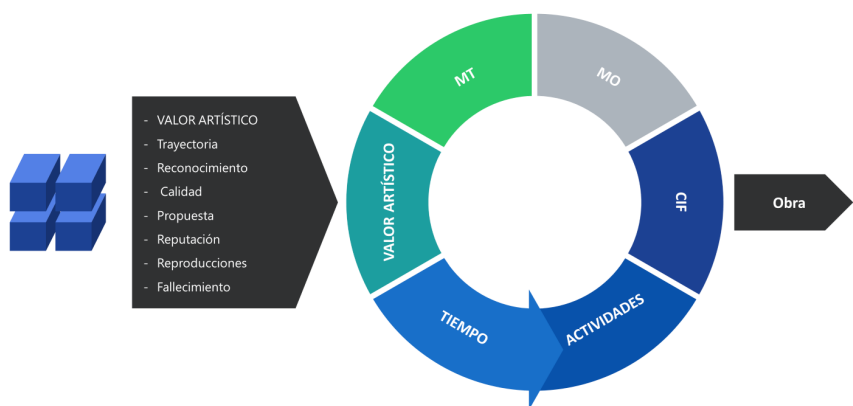 - VALOR ARTÍSTICO
- Trayectoria
- Reconocimiento
- Calidad
- Propuesta
- Reputación
- Reproducciones
- Fallecimiento
MT
MO
CIF
ACTIVIDADES
TIEMPO
VALOR ARTÍSTICO
Obra